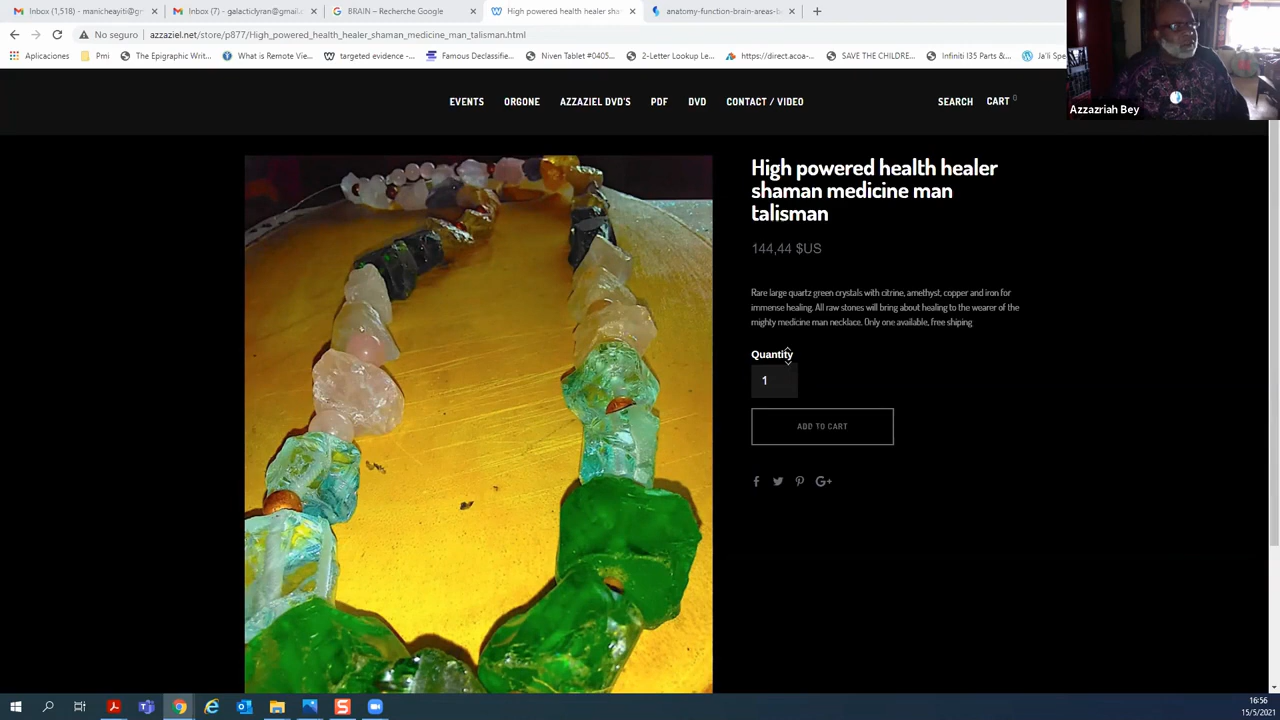 Inbox (1,518) - manicheayiti@gr
Inbox (7) - galacticlyran@gmail.c
BRAIN – Recherche Google
High powered health healer sha
anatomy-function-brain-areas-b
No seguro
azzaziel.net/store/p877/High_powered_health_healer_shaman_medicine_man_talisman.html
Aplicaciones
Pmi
The Epigraphic Writ...
What is Remote Vie...
targeted evidence -...
Famous Declassifie...
Niven Tablet #0405...
2-Letter Lookup Le...
https://direct.acoa-...
SAVE THE CHILDRE...
Infiniti I35 Parts &...
Ja'li Spe
Azzazriah Bey
EVENTS
ORGONE
AZZAZIEL DVD'S
PDF
DVD
CONTACT / VIDEO
SEARCH
CART 0
High powered health healer
shaman medicine man
talisman
144,44 $US
Rare large quartz green crystals with citrine, amethyst, copper and iron for
immense healing. All raw stones will bring about healing to the wearer of the
mighty medicine man necklace. Only one available, free shiping
Quantity
1
ADD TO CART
16:56
15/5/2021